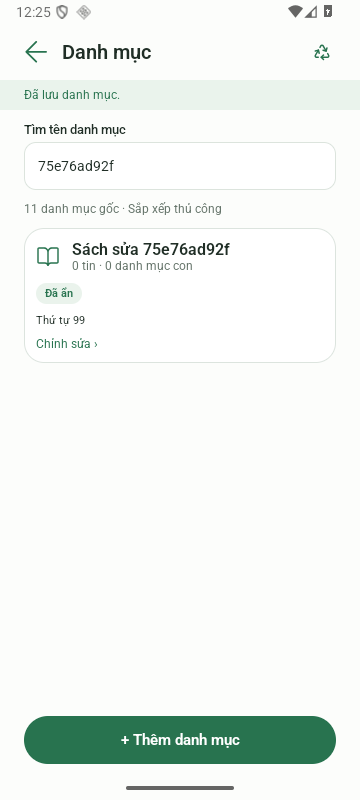 12:25
Danh mục
Đã lưu danh mục.
Tìm tên danh mục
75e76ad92f
11 danh mục gốc · Sắp xếp thủ công
Sách sửa 75e76ad92f
0 tin · 0 danh mục con
Đã ẩn
Thứ tự 99
Chỉnh sửa ›
+ Thêm danh mục